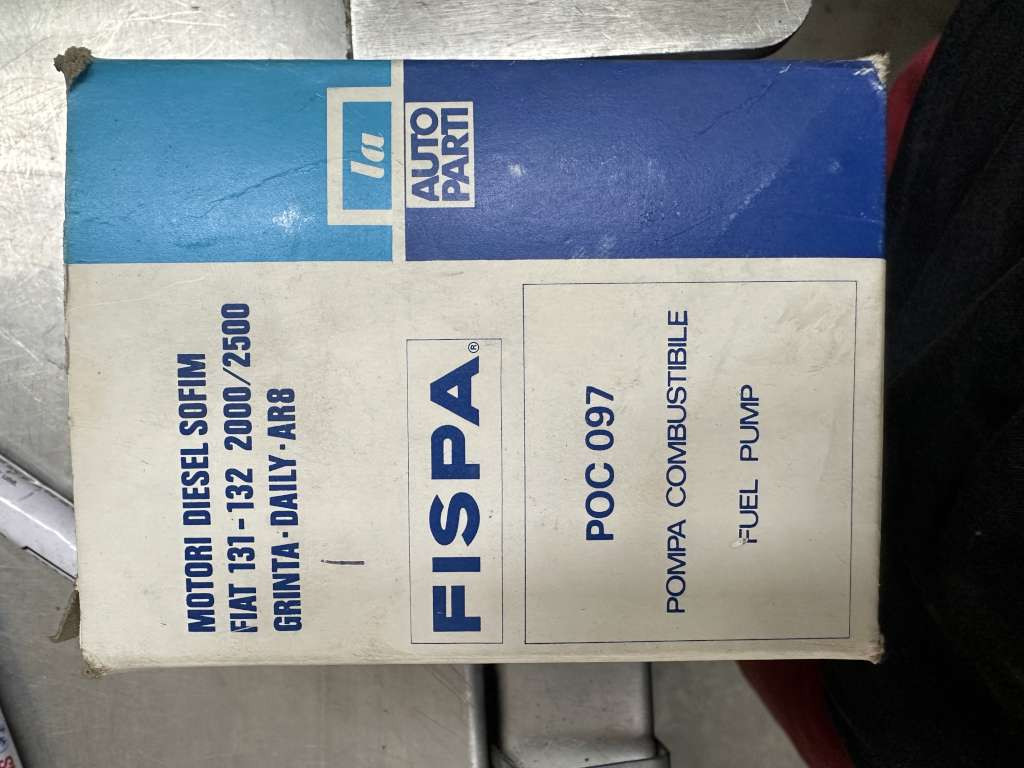 la
AUTO
PARTI
MOTORI DIESEL SOFIM
FIAT 131-132 2000/2500
GRINTA-DAILY-AR8
FISPA®
POC 097
POMPA COMBUSTIBILE
FUEL PUMP